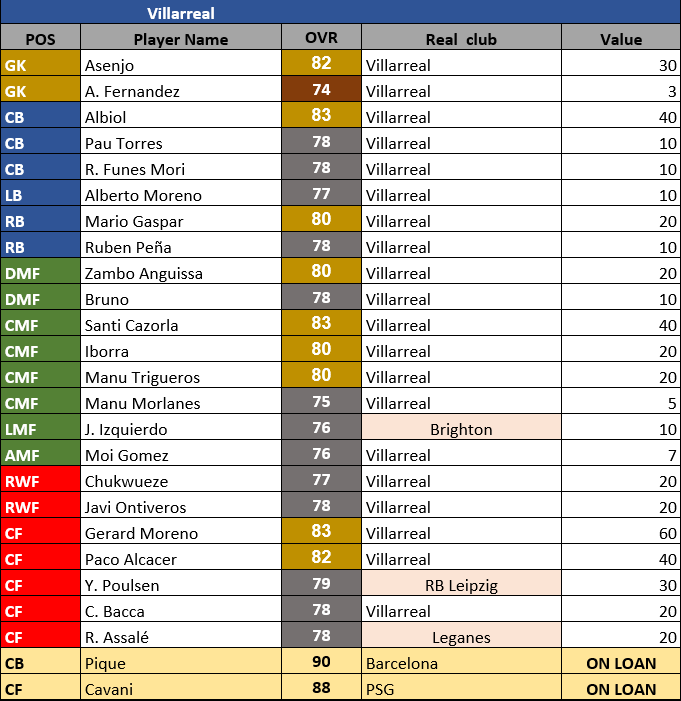 Villarreal
POS Player Name OVR Real club Value
GK Asenjo 82 Villarreal 30
GK A. Fernandez 74 Villarreal 3
CB Albiol 83 Villarreal 40
CB Pau Torres 78 Villarreal 10
CB R. Funes Mori 78 Villarreal 10
LB Alberto Moreno 77 Villarreal 10
RB Mario Gaspar 80 Villarreal 20
RB Ruben Peña 78 Villarreal 10
DMF Zambo Anguissa 80 Villarreal 20
DMF Bruno 78 Villarreal 10
CMF Santi Cazorla 83 Villarreal 40
CMF Iborra 80 Villarreal 20
CMF Manu Trigueros 80 Villarreal 20
CMF Manu Morlanes 75 Villarreal 5
LMF J. Izquierdo 76 Brighton 10
AMF Moi Gomez 76 Villarreal 7
RWF Chukwueze 77 Villarreal 20
RWF Javi Ontiveros 78 Villarreal 20
CF Gerard Moreno 83 Villarreal 60
CF Paco Alcacer 82 Villarreal 40
CF Y. Poulsen 79 RB Leipzig 30
CF C. Bacca 78 Villarreal 20
CF R. Assalé 78 Leganes 20
CB Pique 90 Barcelona ON LOAN
CF Cavani 88 PSG ON LOAN